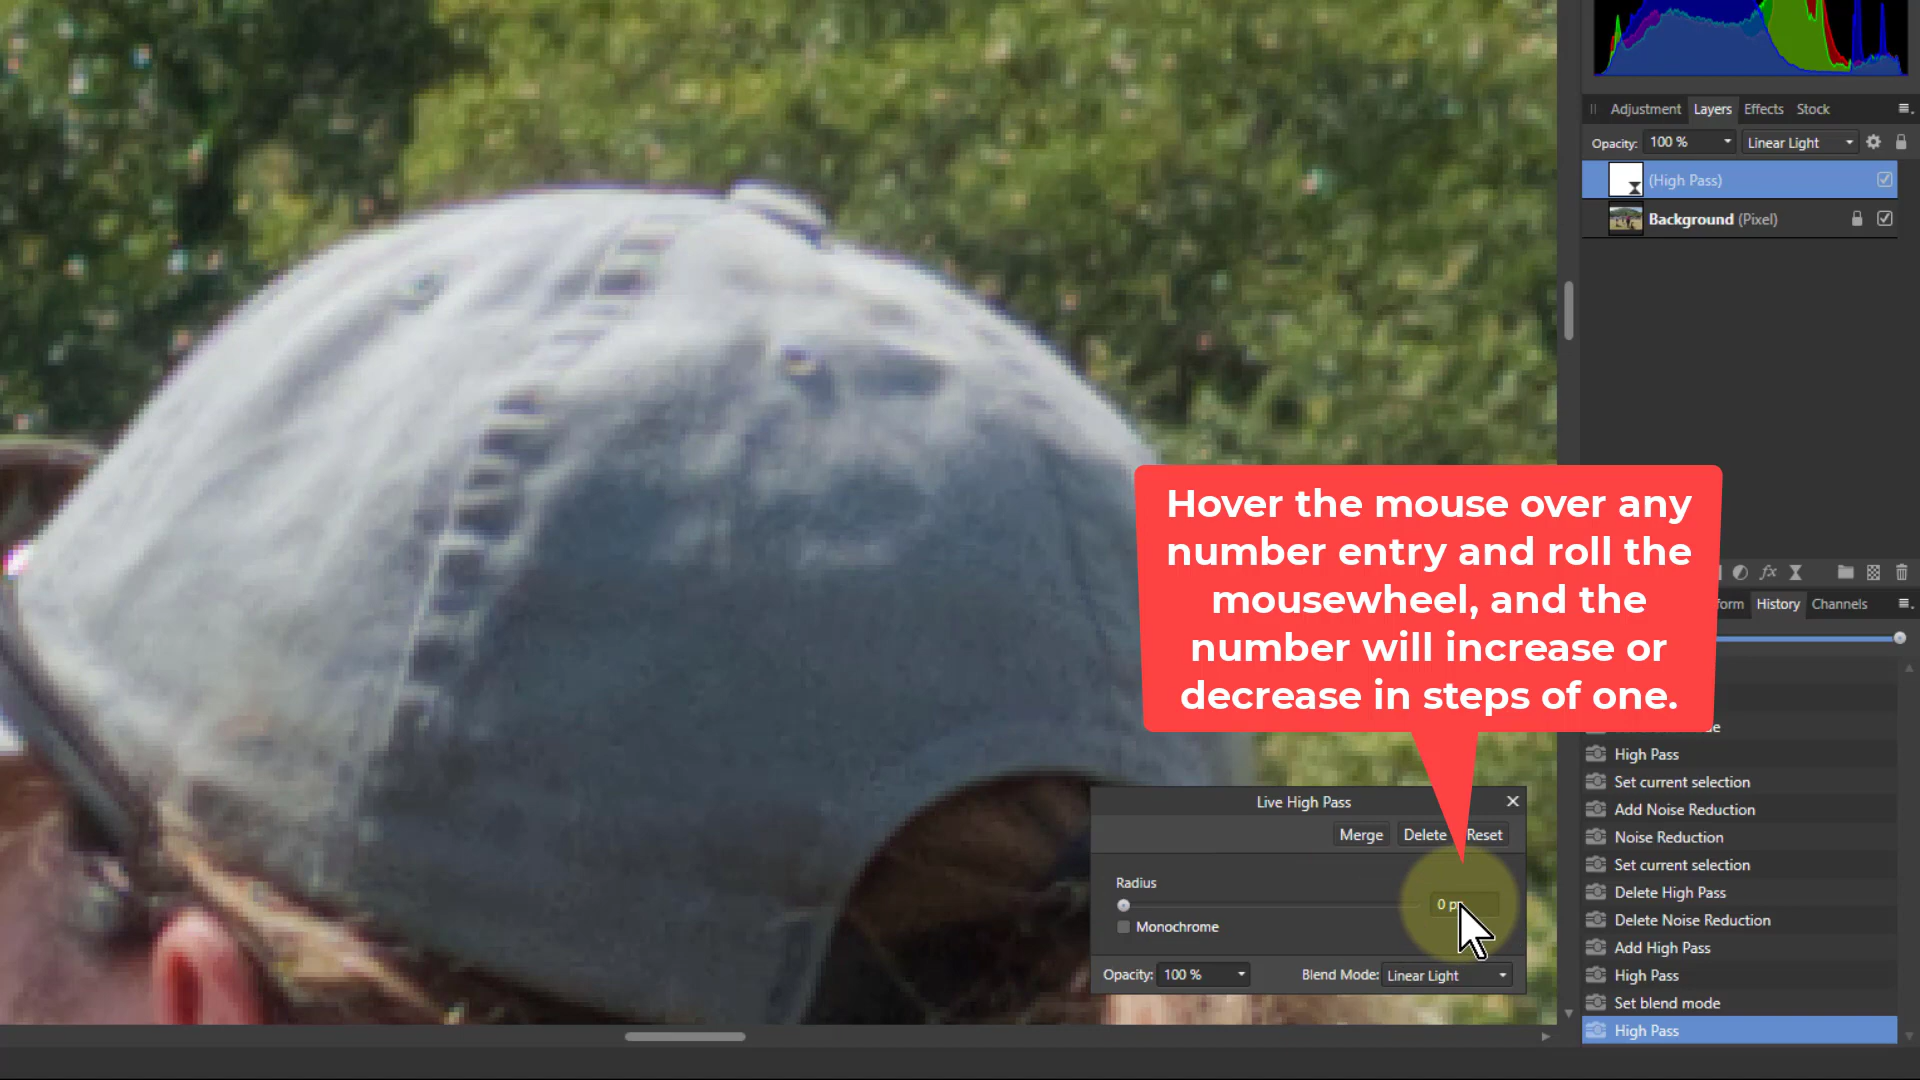 Adjustment Layers Effects Stock
Opacity: 100 % Linear Light
(High Pass)
Background (Pixel)
Hover the mouse over any
number entry and roll the
mousewheel, and the
number will increase or
decrease in steps of one.
fx
History Channels
High Pass
Set current selection
Add Noise Reduction
Noise Reduction
Set current selection
Delete High Pass
Delete Noise Reduction
Add High Pass
High Pass
Set blend mode
High Pass
Live High Pass
Merge Delete Reset
Radius
0
Monochrome
Opacity: 100 % Blend Mode: Linear Light